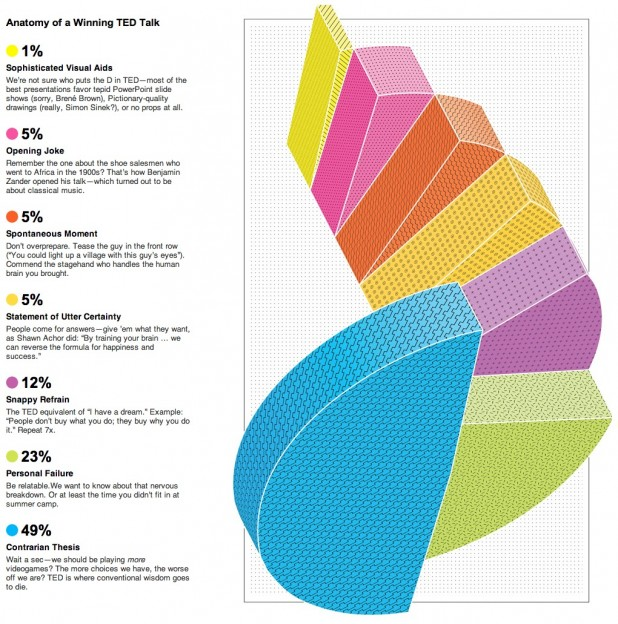 Anatomy of a Winning TED Talk
1%
Sophisticated Visual Aids
We're not sure who puts the D in TED—most of the
best presentations favor tepid PowerPoint slide
shows (sorry, Brené Brown), Pictionary-quality
drawings (really, Simon Sinek?), or no props at all.
5%
Opening Joke
Remember the one about the shoe salesmen who
went to Africa in the 1900s? That's how Benjamin
Zander opened his talk—which turned out to be
about classical music.
5%
Spontaneous Moment
Don't overprepare. Tease the guy in the front row
("You could light up a village with this guy's eyes").
Commend the stagehand who handles the human
brain you brought.
5%
Statement of Utter Certainty
People come for answers—give 'em what they want,
as Shawn Achor did: “By training your brain ... we
can reverse the formula for happiness and
success.”
12%
Snappy Refrain
The TED equivalent of “I have a dream.” Example:
“People don't buy what you do; they buy why you do
it.” Repeat 7x.
23%
Personal Failure
Be relatable.We want to know about that nervous
breakdown. Or at least the time you didn't fit in at
summer camp.
49%
Contrarian Thesis
Wait a sec—we should be playing more
videogames? The more choices we have, the worse
off we are? TED is where conventional wisdom goes
to die.